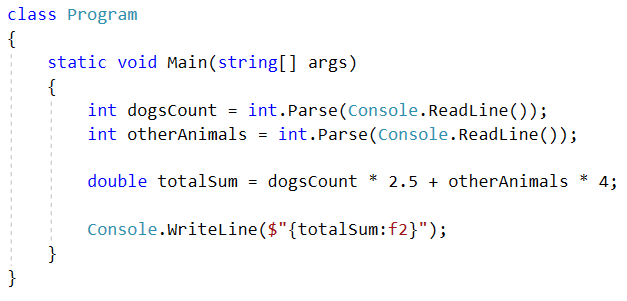 class Program
{
    static void Main(string[] args)
    {
        int dogsCount = int.Parse(Console.ReadLine());
        int otherAnimals = int.Parse(Console.ReadLine());

        double totalSum = dogsCount * 2.5 + otherAnimals * 4;

        Console.WriteLine($"{totalSum:f2}");
    }
}